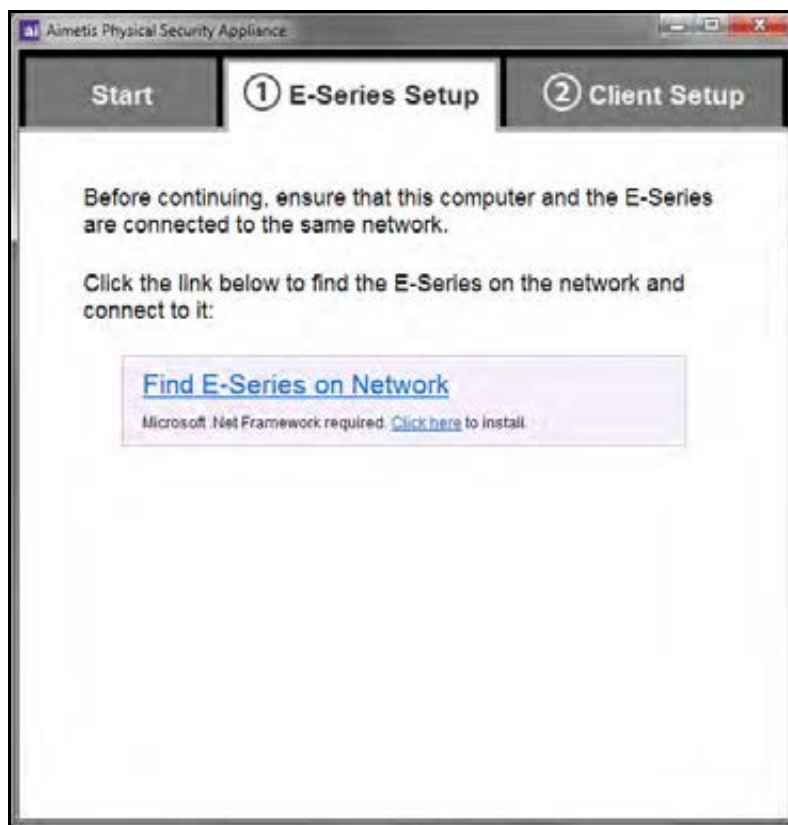 ai Aimetis Physical Security Appliance
Start
① E-Series Setup
② Client Setup
Before continuing, ensure that this computer and the E-Series
are connected to the same network.
Click the link below to find the E-Series on the network and
connect to it:
Find E-Series on Network
Microsoft .Net Framework required. Click here to install.